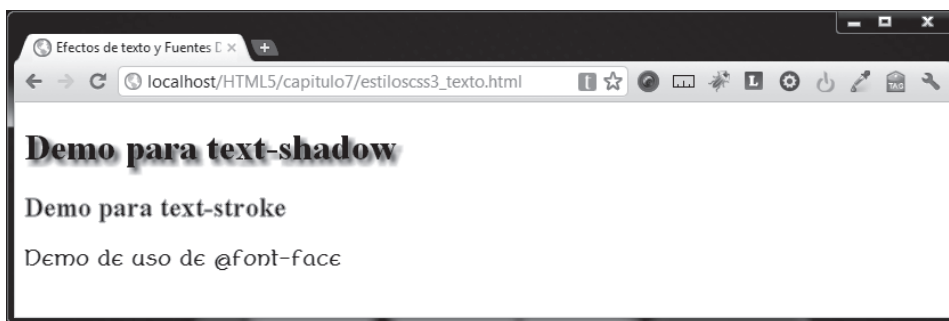 Efectos de texto y Fuentes D
localhost/HTML5/capitulo7/estiloscss3_texto.html
Demo para text-shadow
Demo para text-stroke
Demo de uso de @font-face